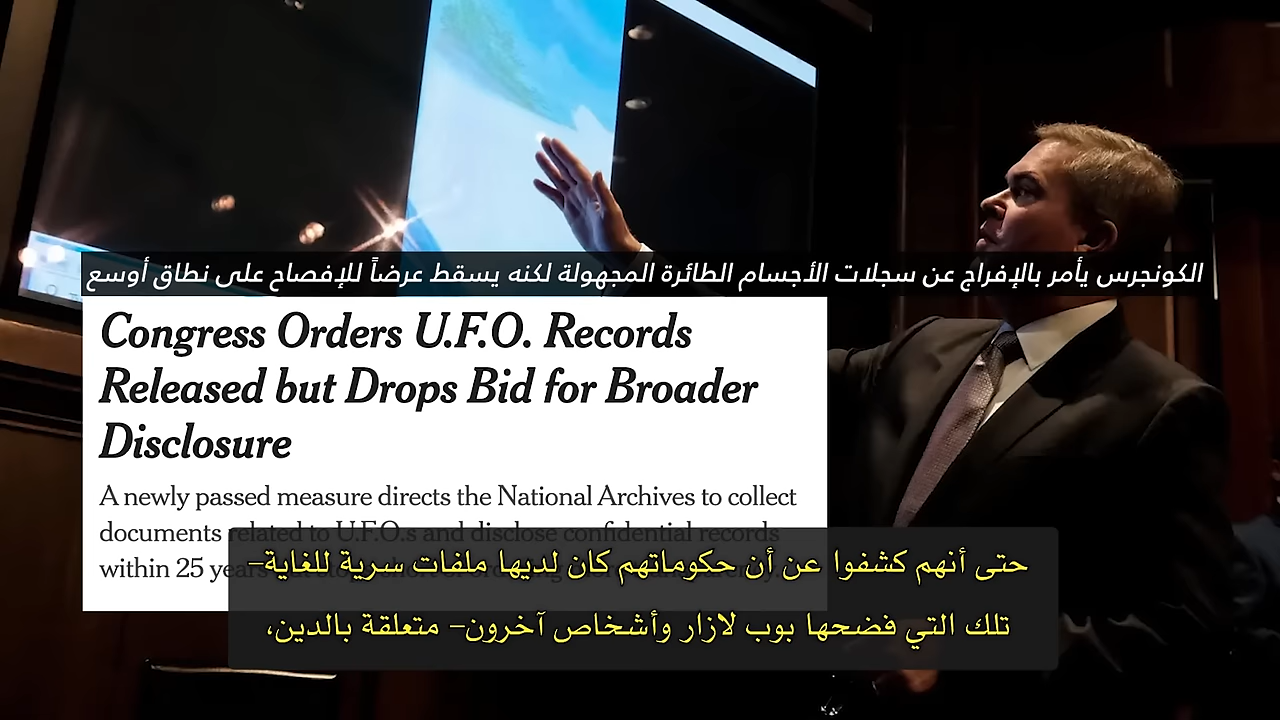 الكونجرس يأمر بالإفراج عن سجلات الأجسام الطائرة المجهولة لكنه يسقط عرضاً للإفصاح على نطاق أوسع
Congress Orders U.F.O. Records
Released but Drops Bid for Broader
Disclosure
A newly passed measure directs the National Archives to collect
documents related to U.F.O.s and disclose confidential records
within 25 years
حتى أنهم كشفوا عن أن حكوماتهم كان لديها ملفات سرية للغاية–
تلك التي فضحها بوب لازار وأشخاص آخرون– متعلقة بالدين،